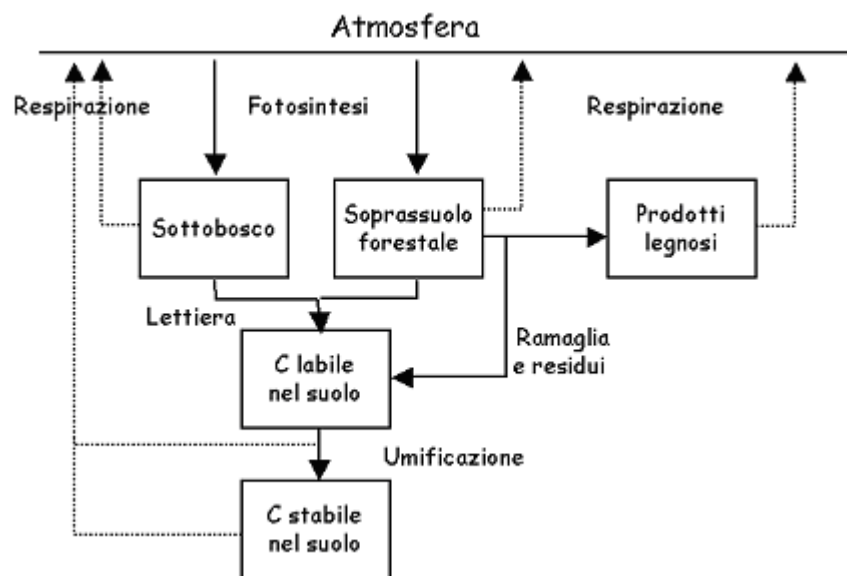 Atmosfera
Respirazione
Fotosintesi
Respirazione
Sottobosco
Soprassuolo
forestale
Prodotti
legnosi
Lettiera
Ramaglia
e residui
C labile
nel suolo
Umificazione
C stabile
nel suolo